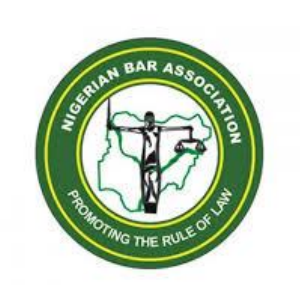 NIGERIAN BAR ASSOCIATION
PROMOTING THE RULE OF LAW